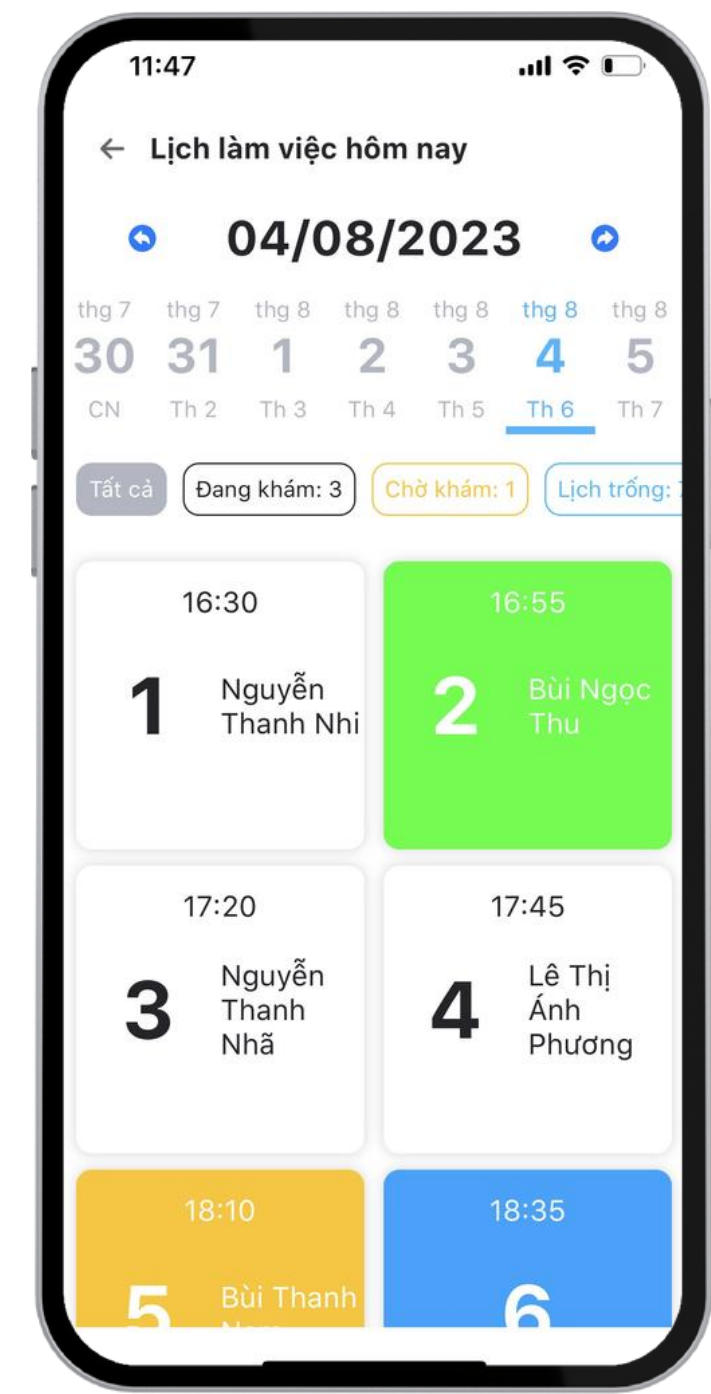 11:47
Lịch làm việc hôm nay
04/08/2023
thg 7 thg 7 thg 8 thg 8 thg 8 thg 8 thg 8
30 31 1 2 3 4 5
CN Th 2 Th 3 Th 4 Th 5 Th 6 Th 7
Tất cả Đang khám: 3 Chờ khám: 1 Lịch trống:
16:30
1
Nguyễn
Thanh Nhi
16:55
2
Bùi Ngọc
Thu
17:20
3
Nguyễn
Thanh
Nhã
17:45
4
Lê Thị
Ánh
Phương
18:10
5
Bùi Thanh
18:35
6